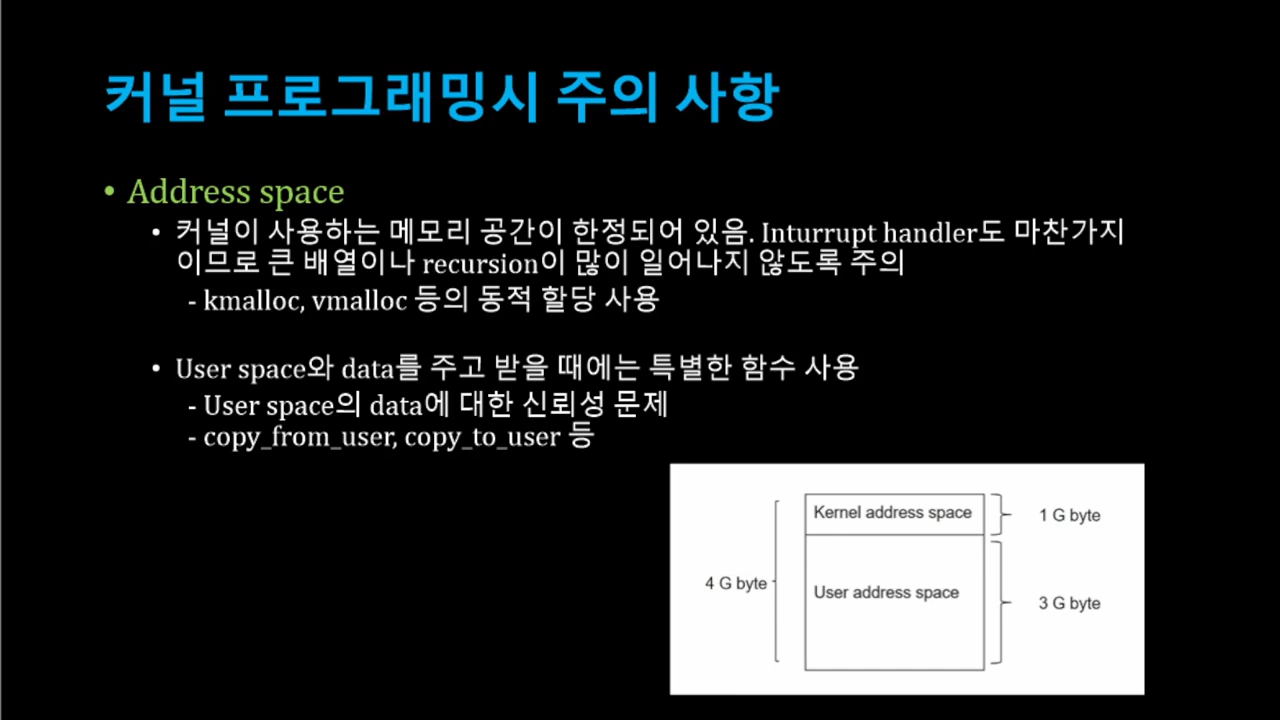 커널 프로그래밍시 주의 사항
• Address space
• 커널이 사용하는 메모리 공간이 한정되어 있음. Inturrupt handler도 마찬가지
이므로 큰 배열이나 recursion이 많이 일어나지 않도록 주의
- kmalloc, vmalloc 등의 동적 할당 사용
• User space와 data를 주고 받을 때에는 특별한 함수 사용
- User space의 data에 대한 신뢰성 문제
- copy_from_user, copy_to_user 등
Kernel address space
1 G byte
4 G byte
User address space
3 G byte